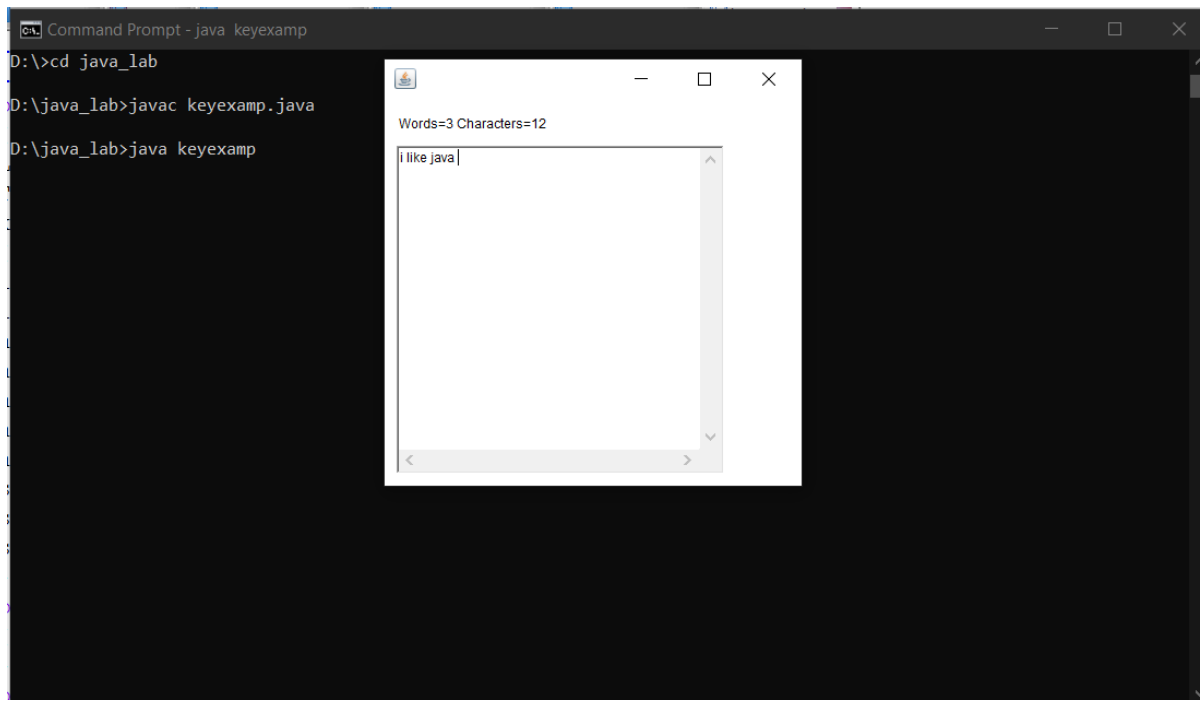 Command Prompt - java  keyexamp
D:\>cd java_lab
D:\java_lab>javac keyexamp.java
D:\java_lab>java keyexamp
Words=3 Characters=12
i like java